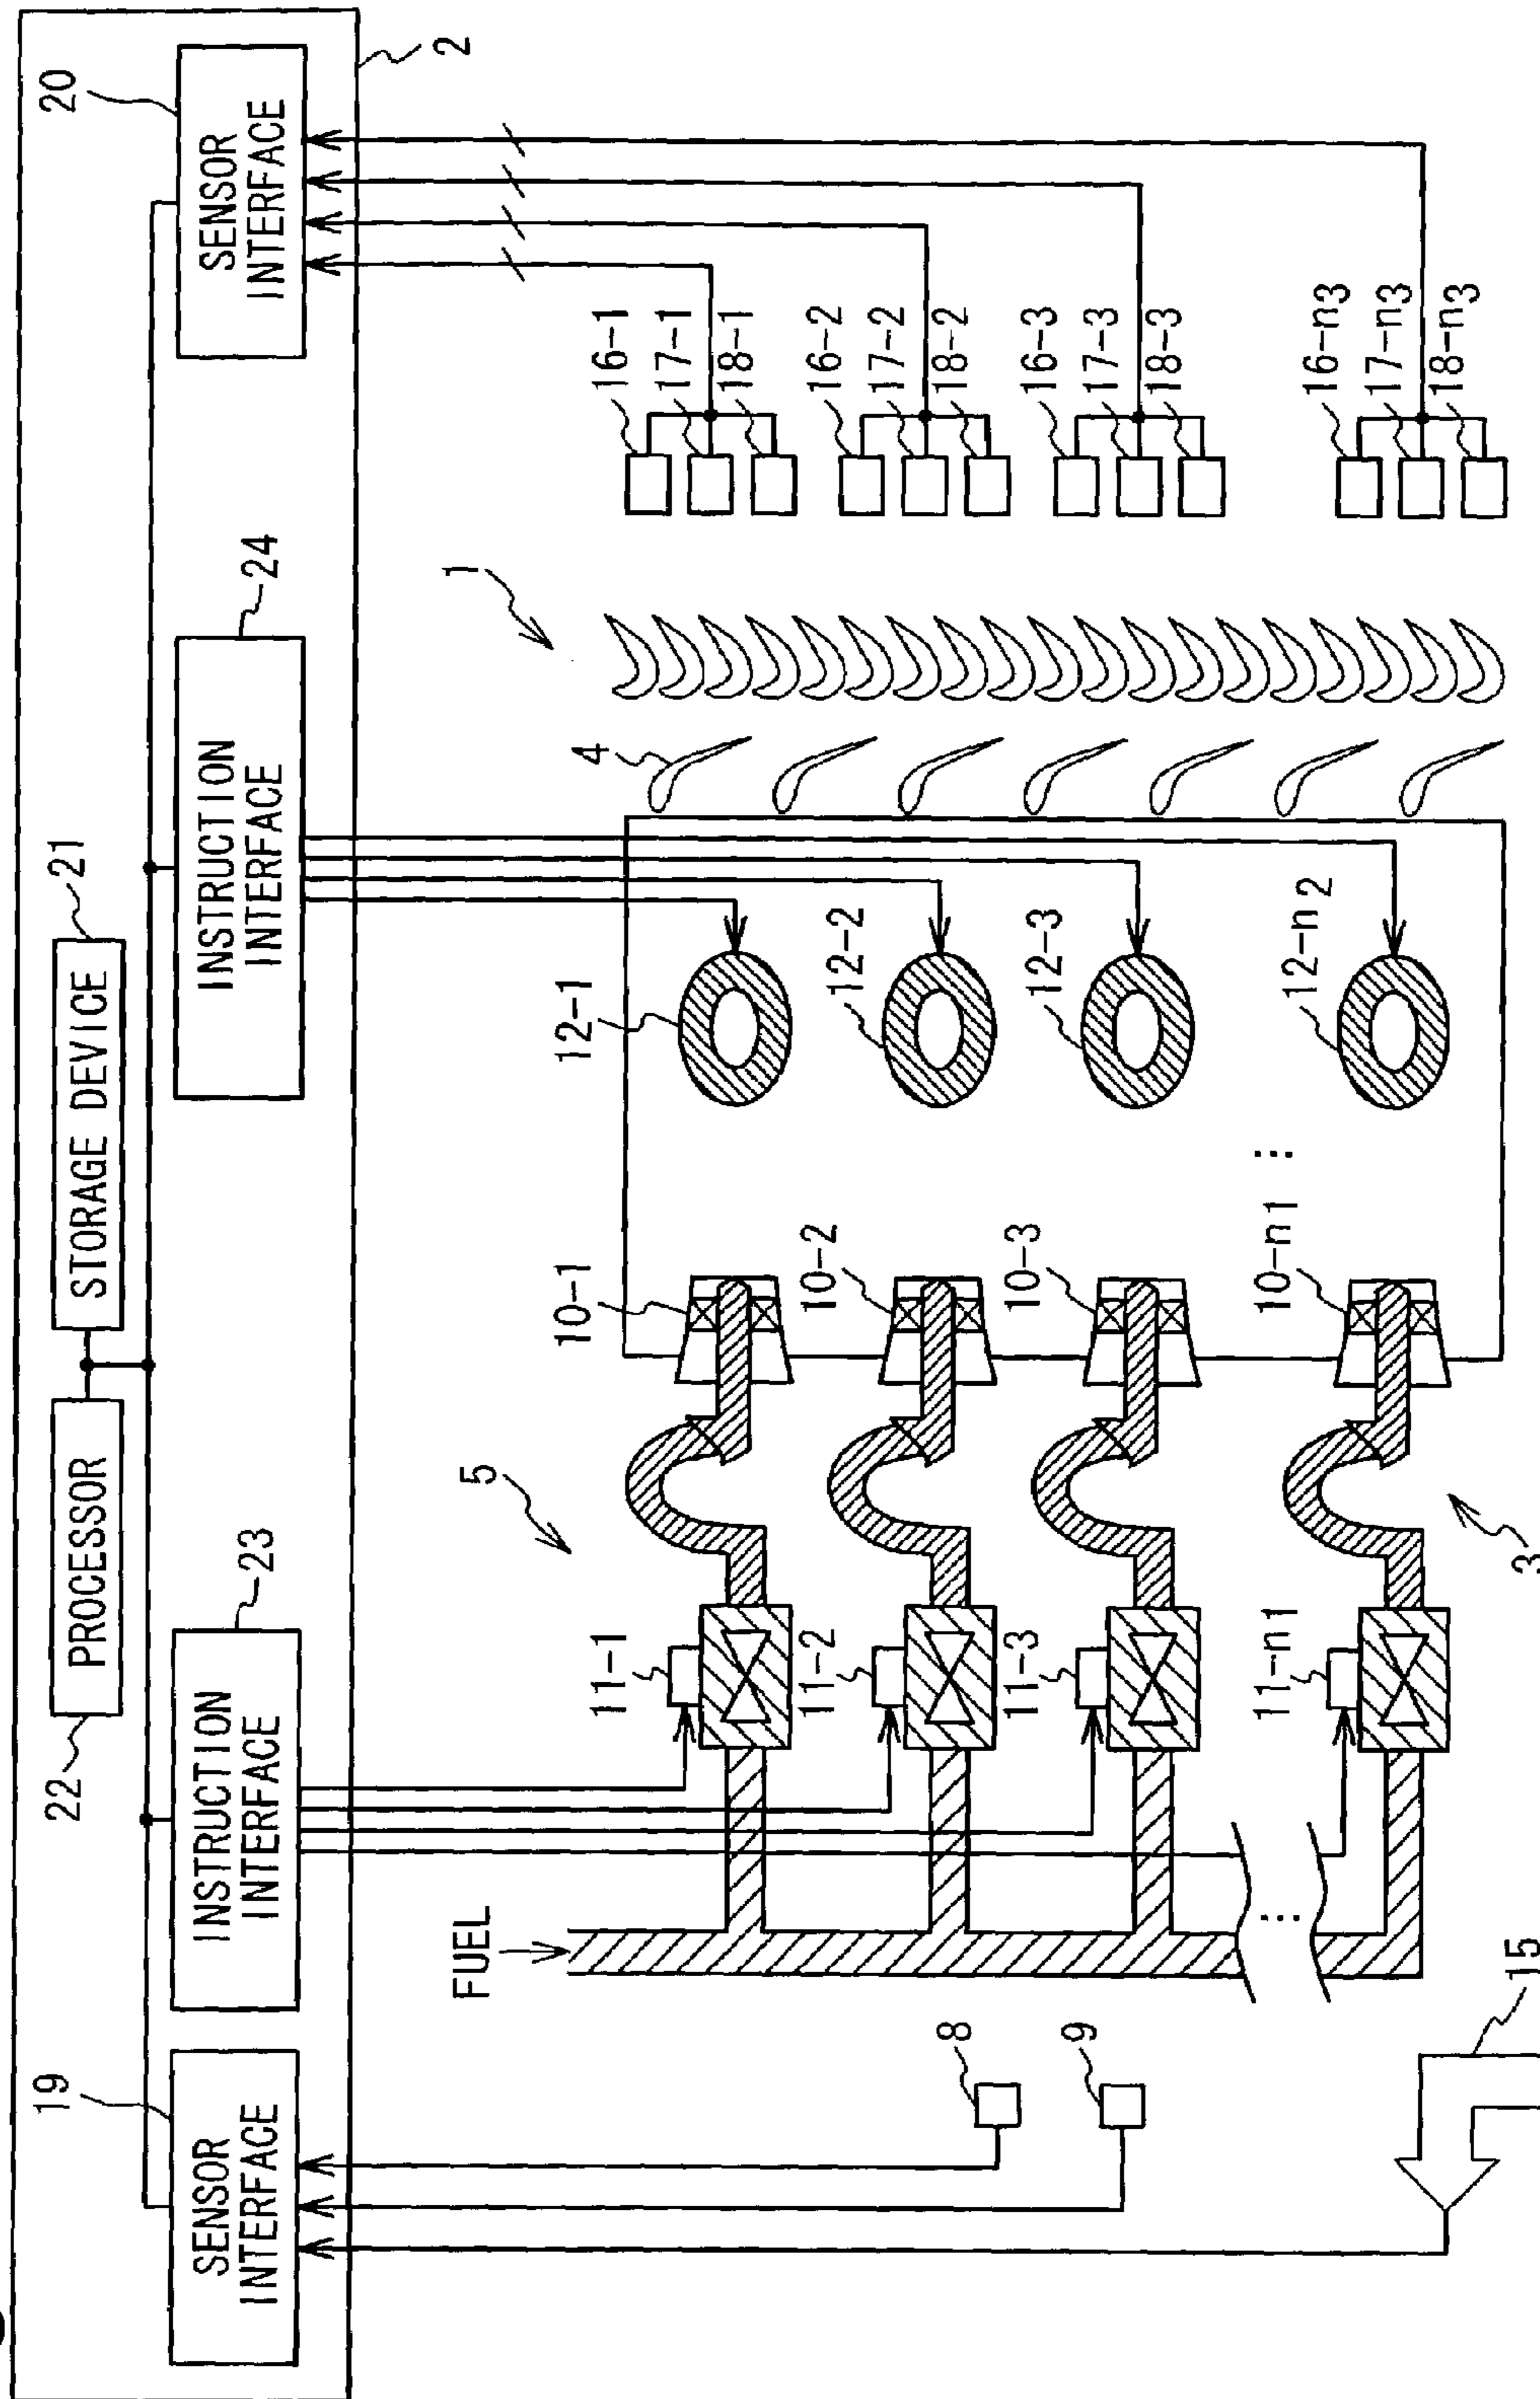 22
PROCESSOR
STORAGE DEVICE
21
19
SENSOR
INTERFACE
INSTRUCTION
INTERFACE
23
INSTRUCTION
INTERFACE
24
20
SENSOR
INTERFACE
2
FUEL
5
1
4
8
9
15
3
11-1
11-2
11-3
11-n1
10-1
10-2
10-3
10-n1
12-1
12-2
12-3
12-n2
16-1
17-1
18-1
16-2
17-2
18-2
16-3
17-3
18-3
16-n3
17-n3
18-n3